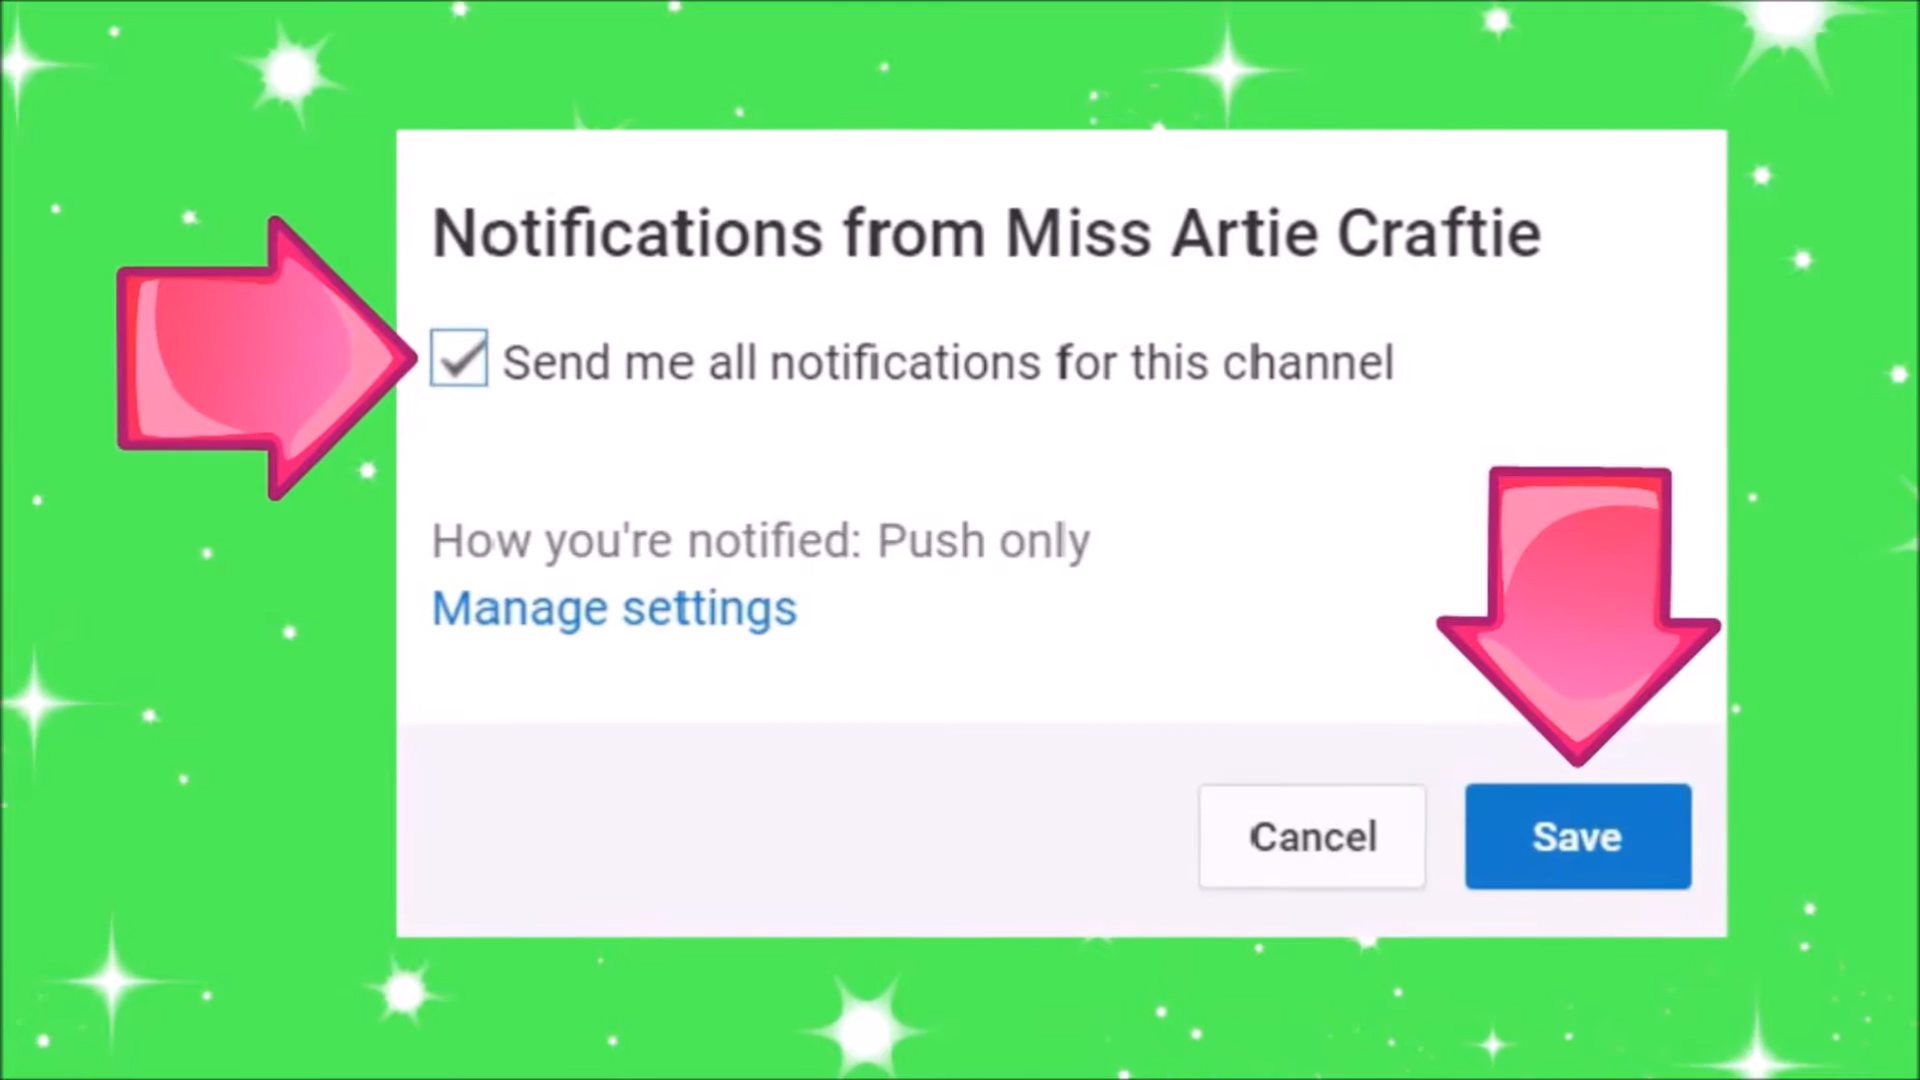 Notifications from Miss Artie Craftie
Send me all notifications for this channel
How you're notified: Push only
Manage settings
Cancel
Save